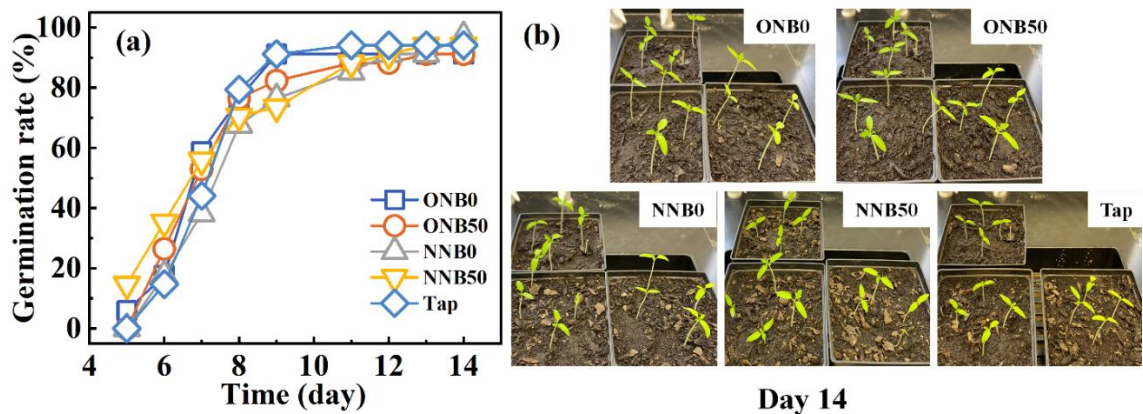 (a)
Germination rate (%)
100
80
60
40
20
0
ONB0
ONB50
NNB0
NNB50
Tap
4 6 8 10 12 14
Time (day)
(b)
ONB0
ONB50
NNB0
NNB50
Tap
Day 14